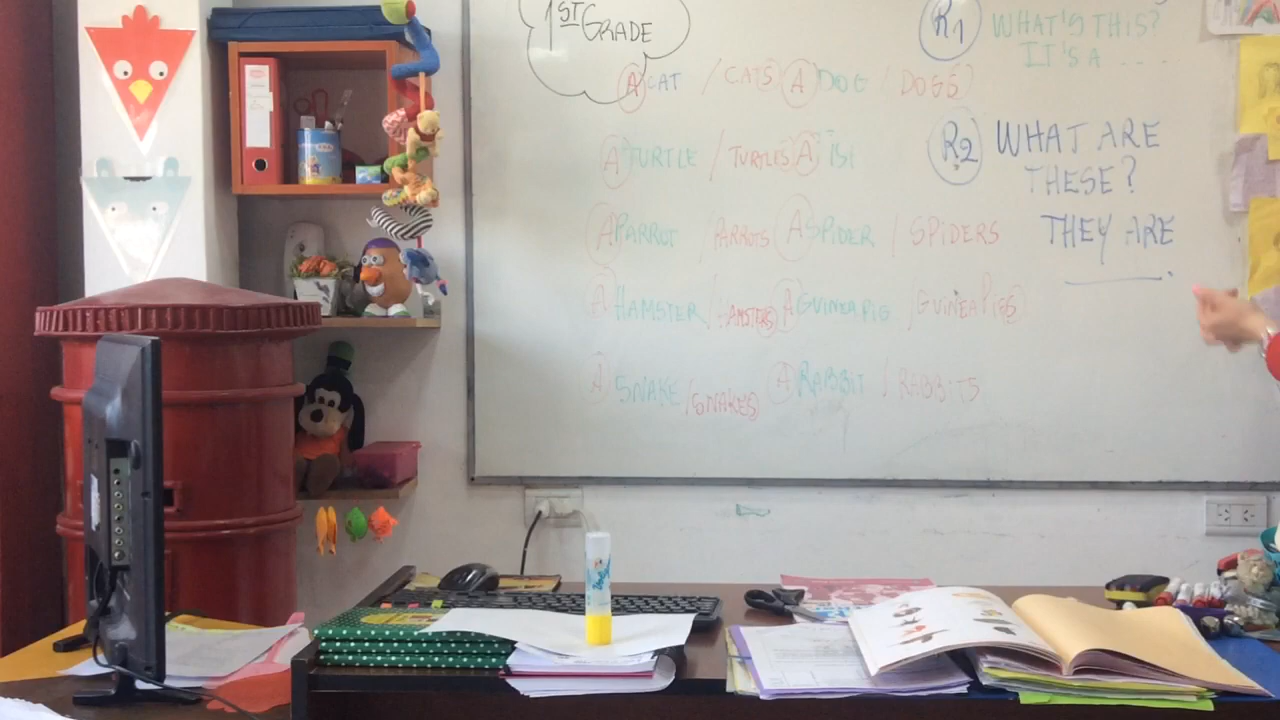 1ST GRADE
A CAT / CATS A DOG / DOGS
A TURTLE / TURTLES A
A PARROT / PARROTS A SPIDER / SPIDERS
A HAMSTER / HAMSTERS A GUINEA PIG / GUINEA PIGS
A SNAKE / SNAKES A RABBIT / RABBITS
R1 WHAT'S THIS?
IT'S A ....
R2 WHAT ARE
THESE?
THEY ARE